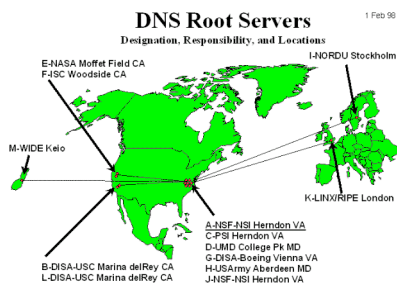 DNS Root Servers
1 Feb 98
Designation, Responsibility, and Locations
E-NASA Moffet Field CA
F-ISC Woodside CA
I-NORDU Stockholm
M-WIDE Keio
K-LINX/RIPE London
A-NSF-NSI Herndon VA
C-PSI Herndon VA
D-UMD College Pk MD
G-DISA-Boeing Vienna VA
H-USArmy Aberdeen MD
J-NSF-NSI Herndon VA
B-DISA-USC Marina delRey CA
L-DISA-USC Marina delRey CA